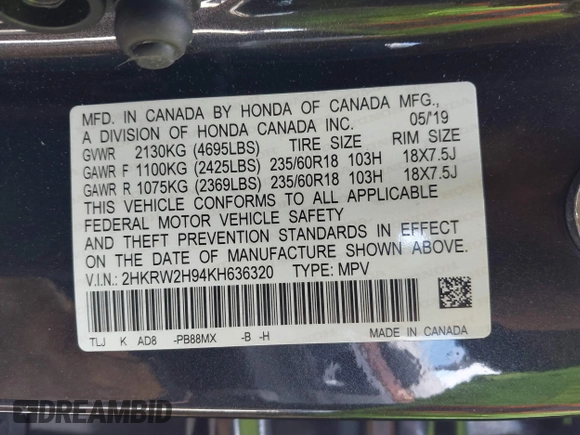 MFD. IN CANADA BY HONDA OF CANADA MFG.,
A DIVISION OF HONDA CANADA INC. 05/'19
GVWR 2130KG (4695LBS) TIRE SIZE RIM SIZE
GAWR F 1100KG (2425LBS) 235/60R18 103H 18X7.5J
GAWR R 1075KG (2369LBS) 235/60R18 103H 18X7.5J
THIS VEHICLE CONFORMS TO ALL APPLICABLE
FEDERAL MOTOR VEHICLE SAFETY
AND THEFT PREVENTION STANDARDS IN EFFECT
ON THE DATE OF MANUFACTURE SHOWN ABOVE.
V.I.N.: 2HKRW2H94KH636320 TYPE: MPV
TLJ K AD8 -PB88MX -B -H MADE IN CANADA
DREAMBID